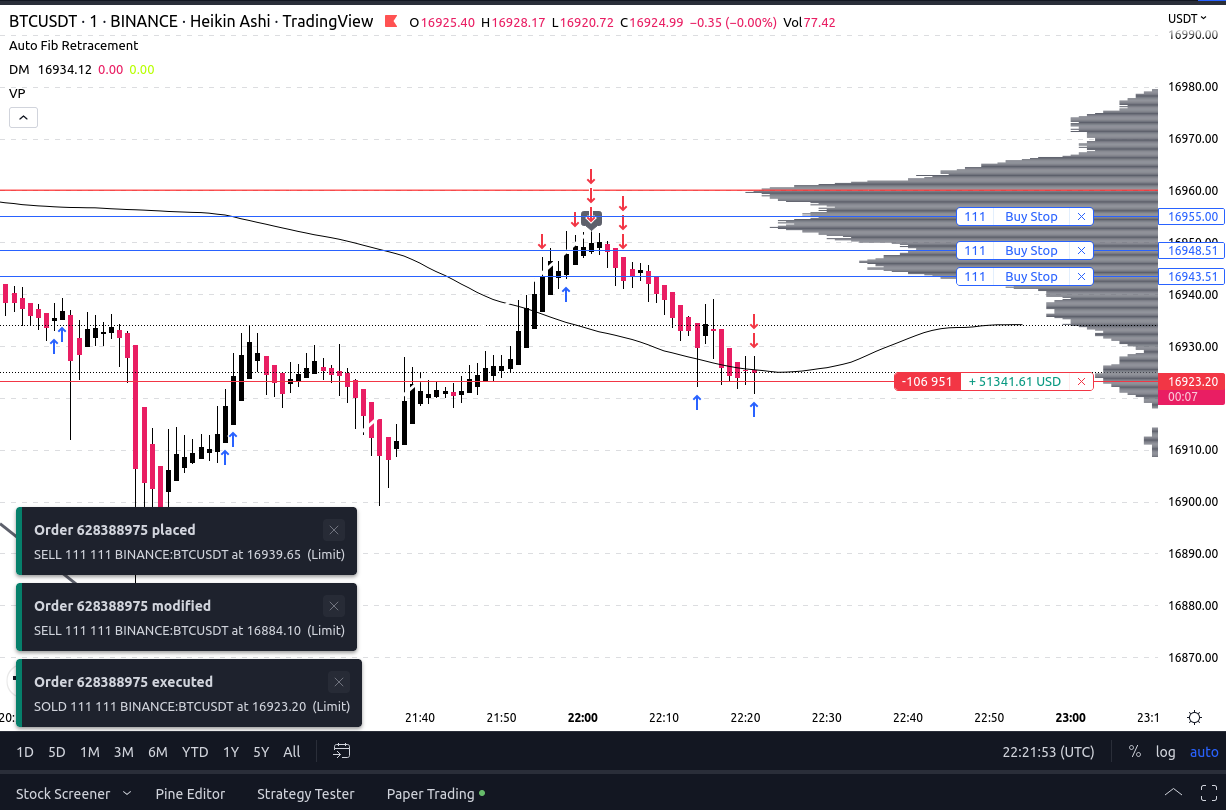 BTCUSDT · 1 · BINANCE · Heikin Ashi · TradingView O16925.40 H16928.17 L16920.72 C16924.99 −0.35 (−0.00%) Vol77.42
USDT
Auto Fib Retracement
DM 16934.12 0.00 0.00
VP
16990.00
16980.00
16970.00
16960.00
111 Buy Stop × 16955.00
111 Buy Stop × 16948.51
111 Buy Stop × 16943.51
16940.00
16930.00
-106 951 + 51341.61 USD × 16923.20
00:07
16910.00
16900.00
16890.00
16880.00
16870.00
Order 628388975 placed
SELL 111 111 BINANCE:BTCUSDT at 16939.65 (Limit)
Order 628388975 modified
SELL 111 111 BINANCE:BTCUSDT at 16884.10 (Limit)
Order 628388975 executed
SOLD 111 111 BINANCE:BTCUSDT at 16923.20 (Limit)
21:40 21:50 22:00 22:10 22:20 22:30 22:40 22:50 23:00 23:1
1D 5D 1M 3M 6M YTD 1Y 5Y All 22:21:53 (UTC) % log auto
Stock Screener Pine Editor Strategy Tester Paper Trading